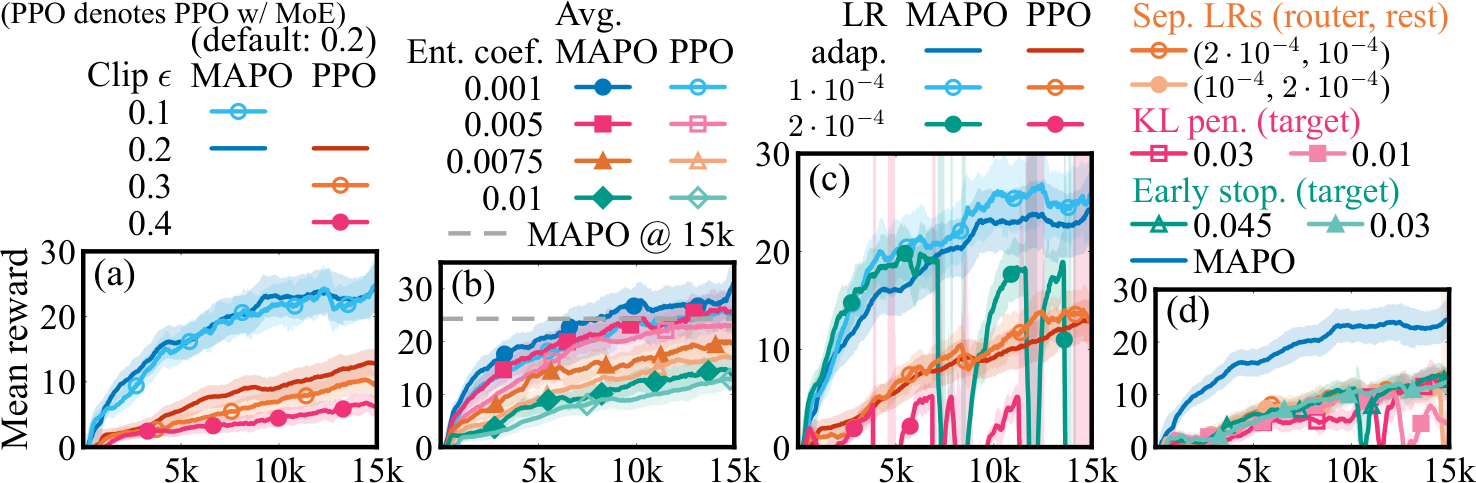 (PPO denotes PPO w/ MoE)
(default: 0.2)
Clip ϵ MAPO PPO
0.1
0.2
0.3
0.4
(a)
Mean reward
30
20
10
0
5k 10k 15k
Avg.
Ent. coef. MAPO PPO
0.001
0.005
0.0075
0.01
MAPO @ 15k
(b)
30
20
10
0
5k 10k 15k
LR MAPO PPO
adap.
1 · 10⁻⁴
2 · 10⁻⁴
(c)
30
20
10
0
5k 10k 15k
Sep. LRs (router, rest)
(2 · 10⁻⁴, 10⁻⁴)
(10⁻⁴, 2 · 10⁻⁴)
KL pen. (target)
0.03 0.01
Early stop. (target)
0.045 0.03
MAPO
(d)
30
20
10
0
5k 10k 15k